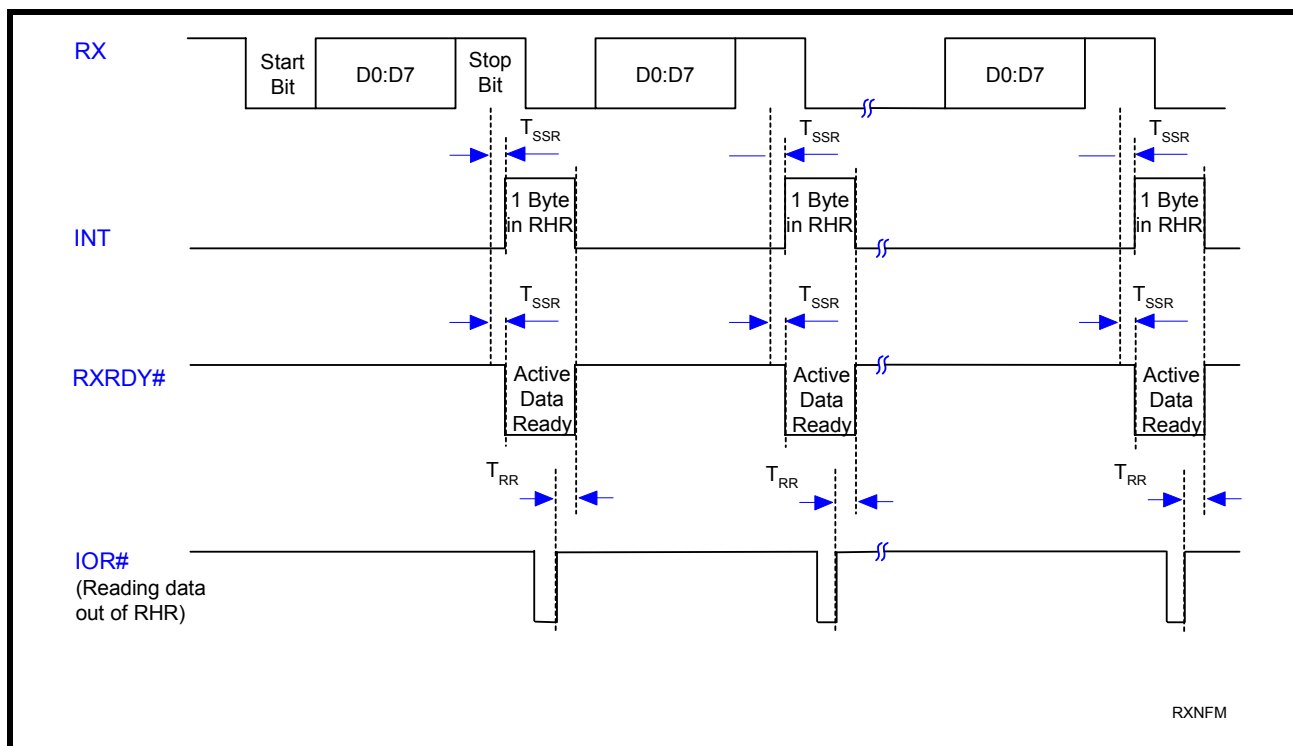 RX
Start
Bit
D0:D7
Stop
Bit
D0:D7
D0:D7
TSSR
TSSR
TSSR
INT
1 Byte
in RHR
1 Byte
in RHR
1 Byte
in RHR
TSSR
TSSR
TSSR
RXRDY#
Active
Data
Ready
Active
Data
Ready
Active
Data
Ready
TRR
TRR
TRR
IOR#
(Reading data
out of RHR)
RXNFM